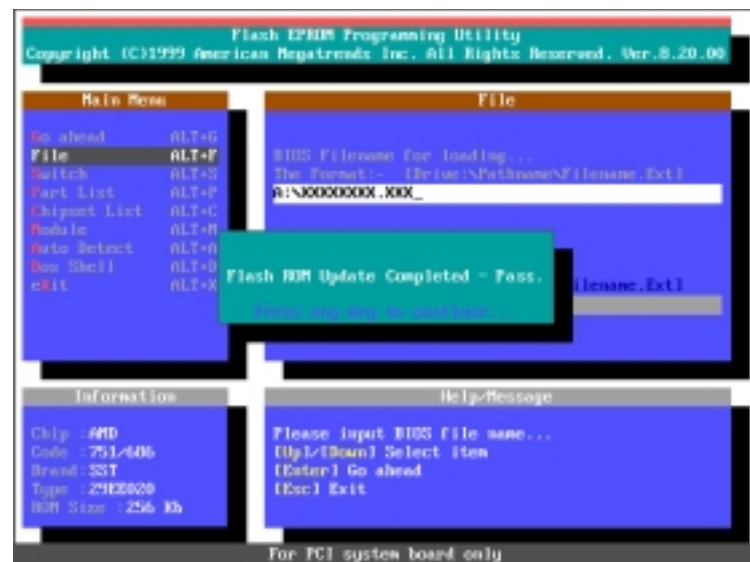 Flash EPROM Programming Utility
Copyright (C)1999 American Megatrends Inc. All Rights Reserved. Ver.8.20.00
Main Menu
Go ahead ALT+G
File ALT+F
Switch ALT+S
Part List ALT+P
Chipset List ALT+C
Module ALT+M
Auto Detect ALT+A
Dos Shell ALT+D
eXit ALT+X
File
BIOS Filename for loading...
The Format:- [Drive:\Pathname\Filename.Ext]
A:\XXXXXXXX.XXX_
ilename.Ext]
Flash ROM Update Completed - Pass.
Press any key to continue...
Information
Chip :AMD
Code :751/686
Brand:SST
Type :29EE020
ROM Size :256 Kb
Help/Message
Please input BIOS file name...
[Up]/[Down] Select item
[Enter] Go ahead
[Esc] Exit
For PCI system board only